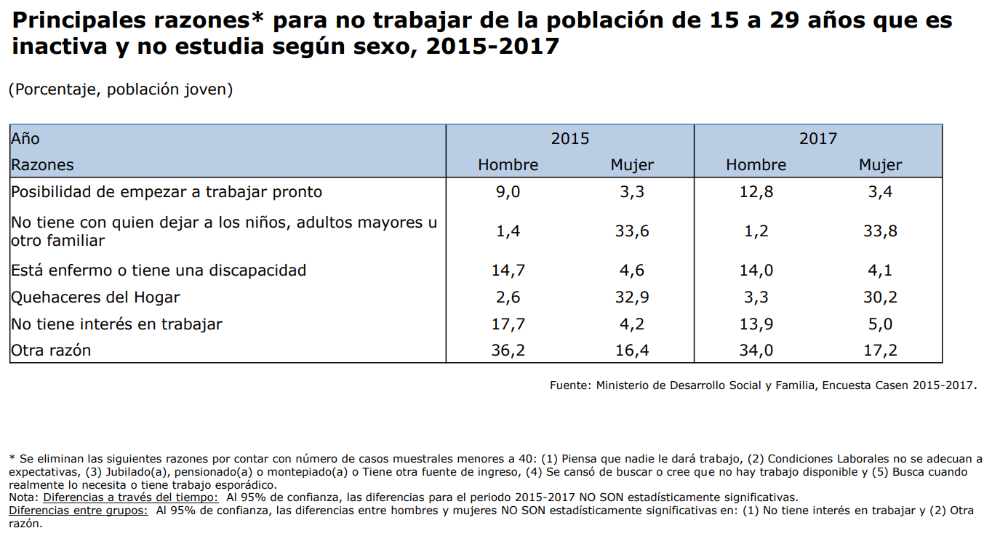 Principales razones* para no trabajar de la población de 15 a 29 años que es
inactiva y no estudia según sexo, 2015-2017
(Porcentaje, población joven)
Año 2015 2017
Razones Hombre Mujer Hombre Mujer
Posibilidad de empezar a trabajar pronto 9,0 3,3 12,8 3,4
No tiene con quien dejar a los niños, adultos mayores u
otro familiar 1,4 33,6 1,2 33,8
Está enfermo o tiene una discapacidad 14,7 4,6 14,0 4,1
Quehaceres del Hogar 2,6 32,9 3,3 30,2
No tiene interés en trabajar 17,7 4,2 13,9 5,0
Otra razón 36,2 16,4 34,0 17,2
Fuente: Ministerio de Desarrollo Social y Familia, Encuesta Casen 2015-2017.
* Se eliminan las siguientes razones por contar con número de casos muestrales menores a 40: (1) Piensa que nadie le dará trabajo, (2) Condiciones Laborales no se adecuan a
expectativas, (3) Jubilado(a), pensionado(a) o montepiado(a) o Tiene otra fuente de ingreso, (4) Se cansó de buscar o cree que no hay trabajo disponible y (5) Busca cuando
realmente lo necesita o tiene trabajo esporádico.
Nota: Diferencias a través del tiempo: Al 95% de confianza, las diferencias para el periodo 2015-2017 NO SON estadísticamente significativas.
Diferencias entre grupos: Al 95% de confianza, las diferencias entre hombres y mujeres NO SON estadísticamente significativas en: (1) No tiene interés en trabajar y (2) Otra
razón.